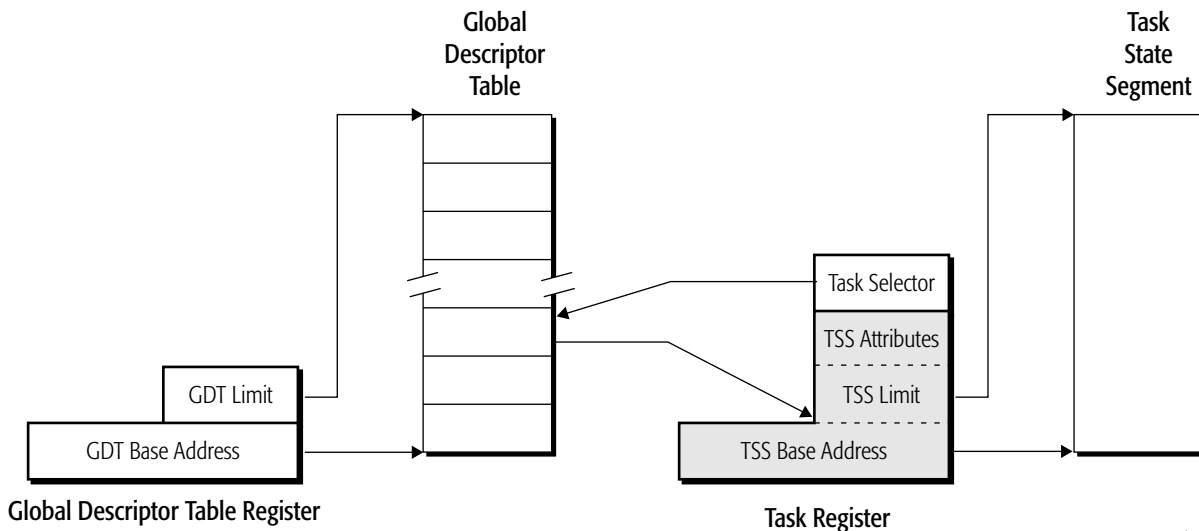 Global
Descriptor
Table
Task
State
Segment
Task Selector
TSS Attributes
GDT Limit
TSS Limit
GDT Base Address
TSS Base Address
Global Descriptor Table Register
Task Register